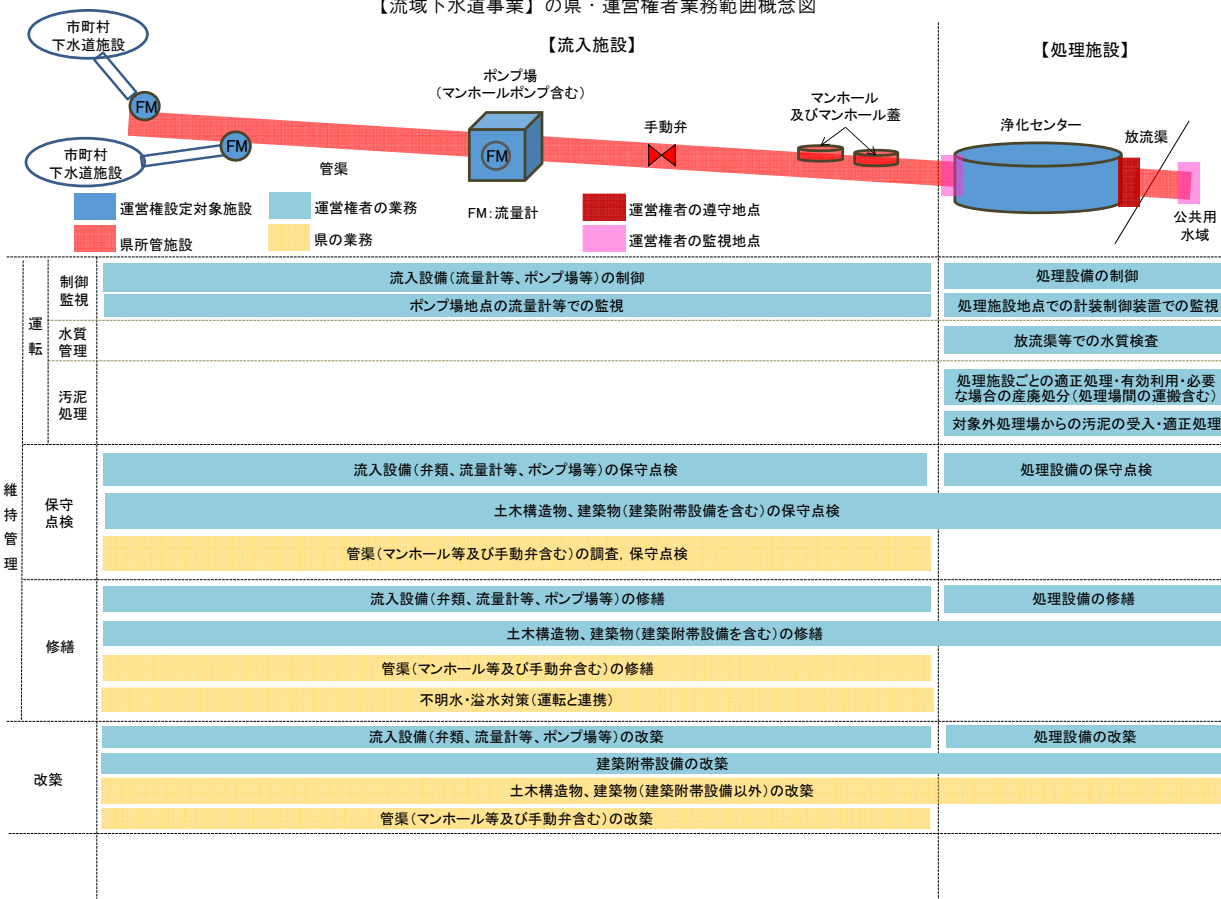 【流域下水道事業】の県・運営権者業務範囲概念図
市町村
下水道施設
【流入施設】
【処理施設】
ポンプ場
(マンホールポンプ含む)
マンホール
及びマンホール蓋
FM
手動弁
浄化センター
放流渠
FM
FM
市町村
下水道施設
管渠
運営権設定対象施設
運営権者の業務
FM:流量計
運営権者の遵守地点
公共用
水域
県所管施設
県の業務
運営権者の監視地点
維持管理
運転
制御
監視
流入設備(流量計等、ポンプ場等)の制御
処理設備の制御
ポンプ場地点の流量計等での監視
処理施設地点での計装制御装置での監視
水質
管理
放流渠等での水質検査
汚泥
処理
処理施設ごとの適正処理・有効利用・必要
な場合の産廃処分(処理場間の運搬含む)
対象外処理場からの汚泥の受入・適正処理
保守
点検
流入設備(弁類、流量計等、ポンプ場等)の保守点検
処理設備の保守点検
土木構造物、建築物(建築附帯設備を含む)の保守点検
管渠(マンホール等及び手動弁含む)の調査, 保守点検
修繕
流入設備(弁類、流量計等、ポンプ場等)の修繕
処理設備の修繕
土木構造物、建築物(建築附帯設備を含む)の修繕
管渠(マンホール等及び手動弁含む)の修繕
不明水・溢水対策(運転と連携)
改築
流入設備(弁類、流量計等、ポンプ場等)の改築
処理設備の改築
建築附帯設備の改築
土木構造物、建築物(建築附帯設備以外)の改築
管渠(マンホール等及び手動弁含む)の改築